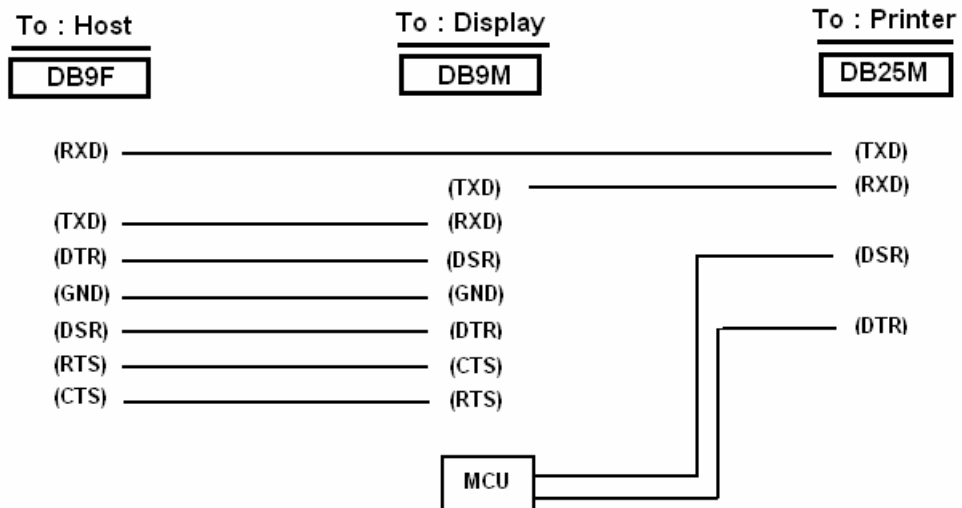 To : Host To : Display To : Printer
DB9F DB9M DB25M
(RXD) (TXD)
(TXD) (RXD)
(TXD) (RXD)
(DTR) (DSR) (DSR)
(GND) (GND)
(DSR) (DTR) (DTR)
(RTS) (CTS)
(CTS) (RTS)
MCU